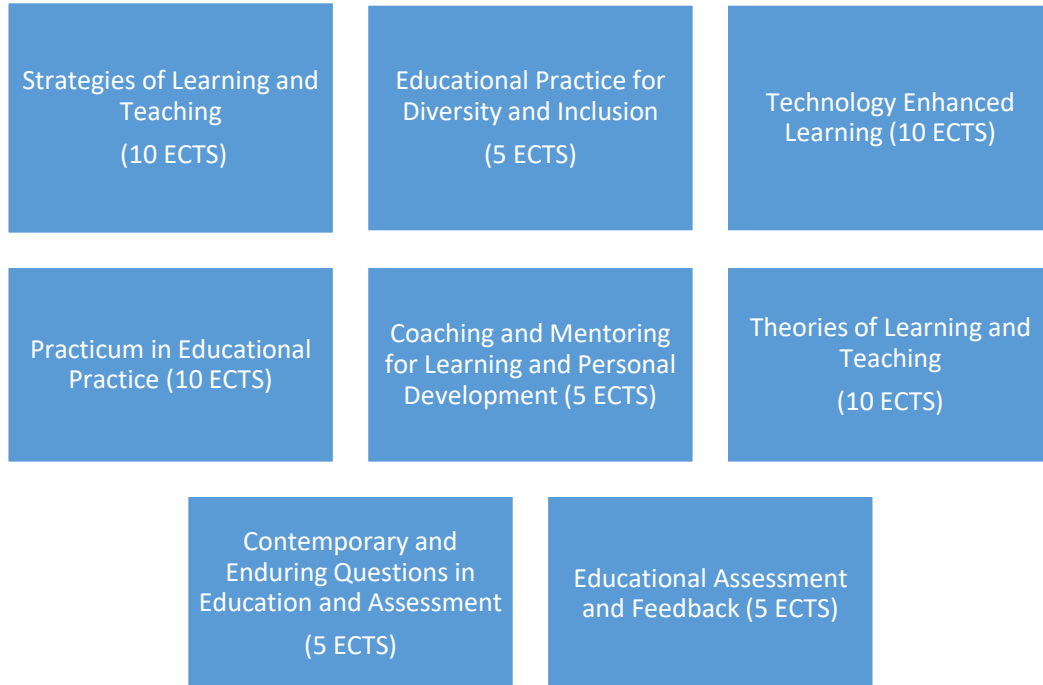 Strategies of Learning and
Teaching
(10 ECTS)
Educational Practice for
Diversity and Inclusion
(5 ECTS)
Technology Enhanced
Learning (10 ECTS)
Practicum in Educational
Practice (10 ECTS)
Coaching and Mentoring
for Learning and Personal
Development (5 ECTS)
Theories of Learning and
Teaching
(10 ECTS)
Contemporary and
Enduring Questions in
Education and Assessment
(5 ECTS)
Educational Assessment
and Feedback (5 ECTS)